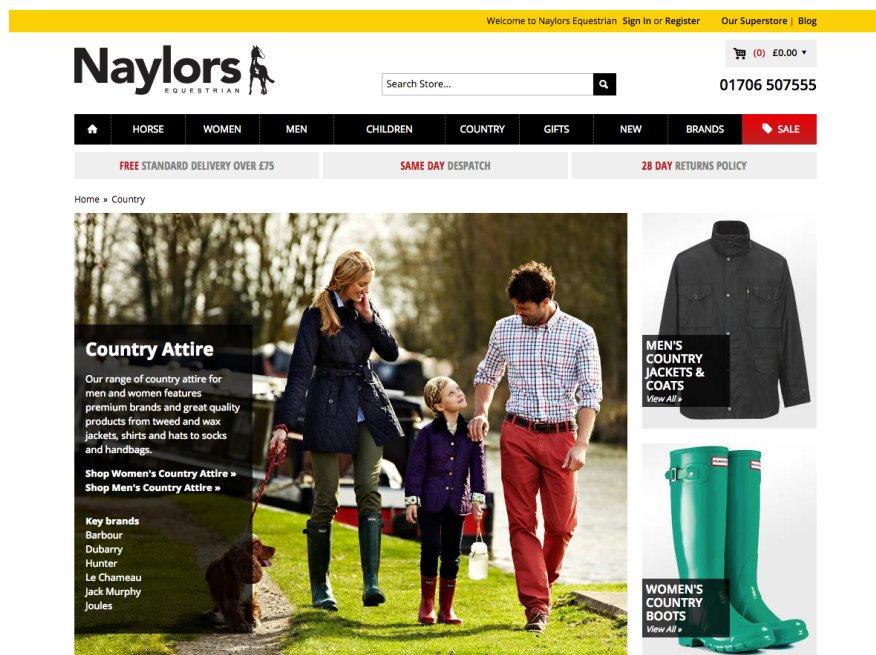 Welcome to Naylors Equestrian Sign In or Register Our Superstore | Blog
Naylors
EQUESTRIAN
(0) £0.00 ▼
Search Store...
01706 507555
HORSE WOMEN MEN CHILDREN COUNTRY GIFTS NEW BRANDS SALE
FREE STANDARD DELIVERY OVER £75 SAME DAY DESPATCH 28 DAY RETURNS POLICY
Home » Country
Country Attire
Our range of country attire for
men and women features
premium brands and great quality
products from tweed and wax
jackets, shirts and hats to socks
and handbags.
Shop Women's Country Attire »
Shop Men's Country Attire »
Key brands
Barbour
Dubarry
Hunter
Le Chameau
Jack Murphy
Joules
MEN'S
COUNTRY
JACKETS &
COATS
View All »
WOMEN'S
COUNTRY
BOOTS
View All »